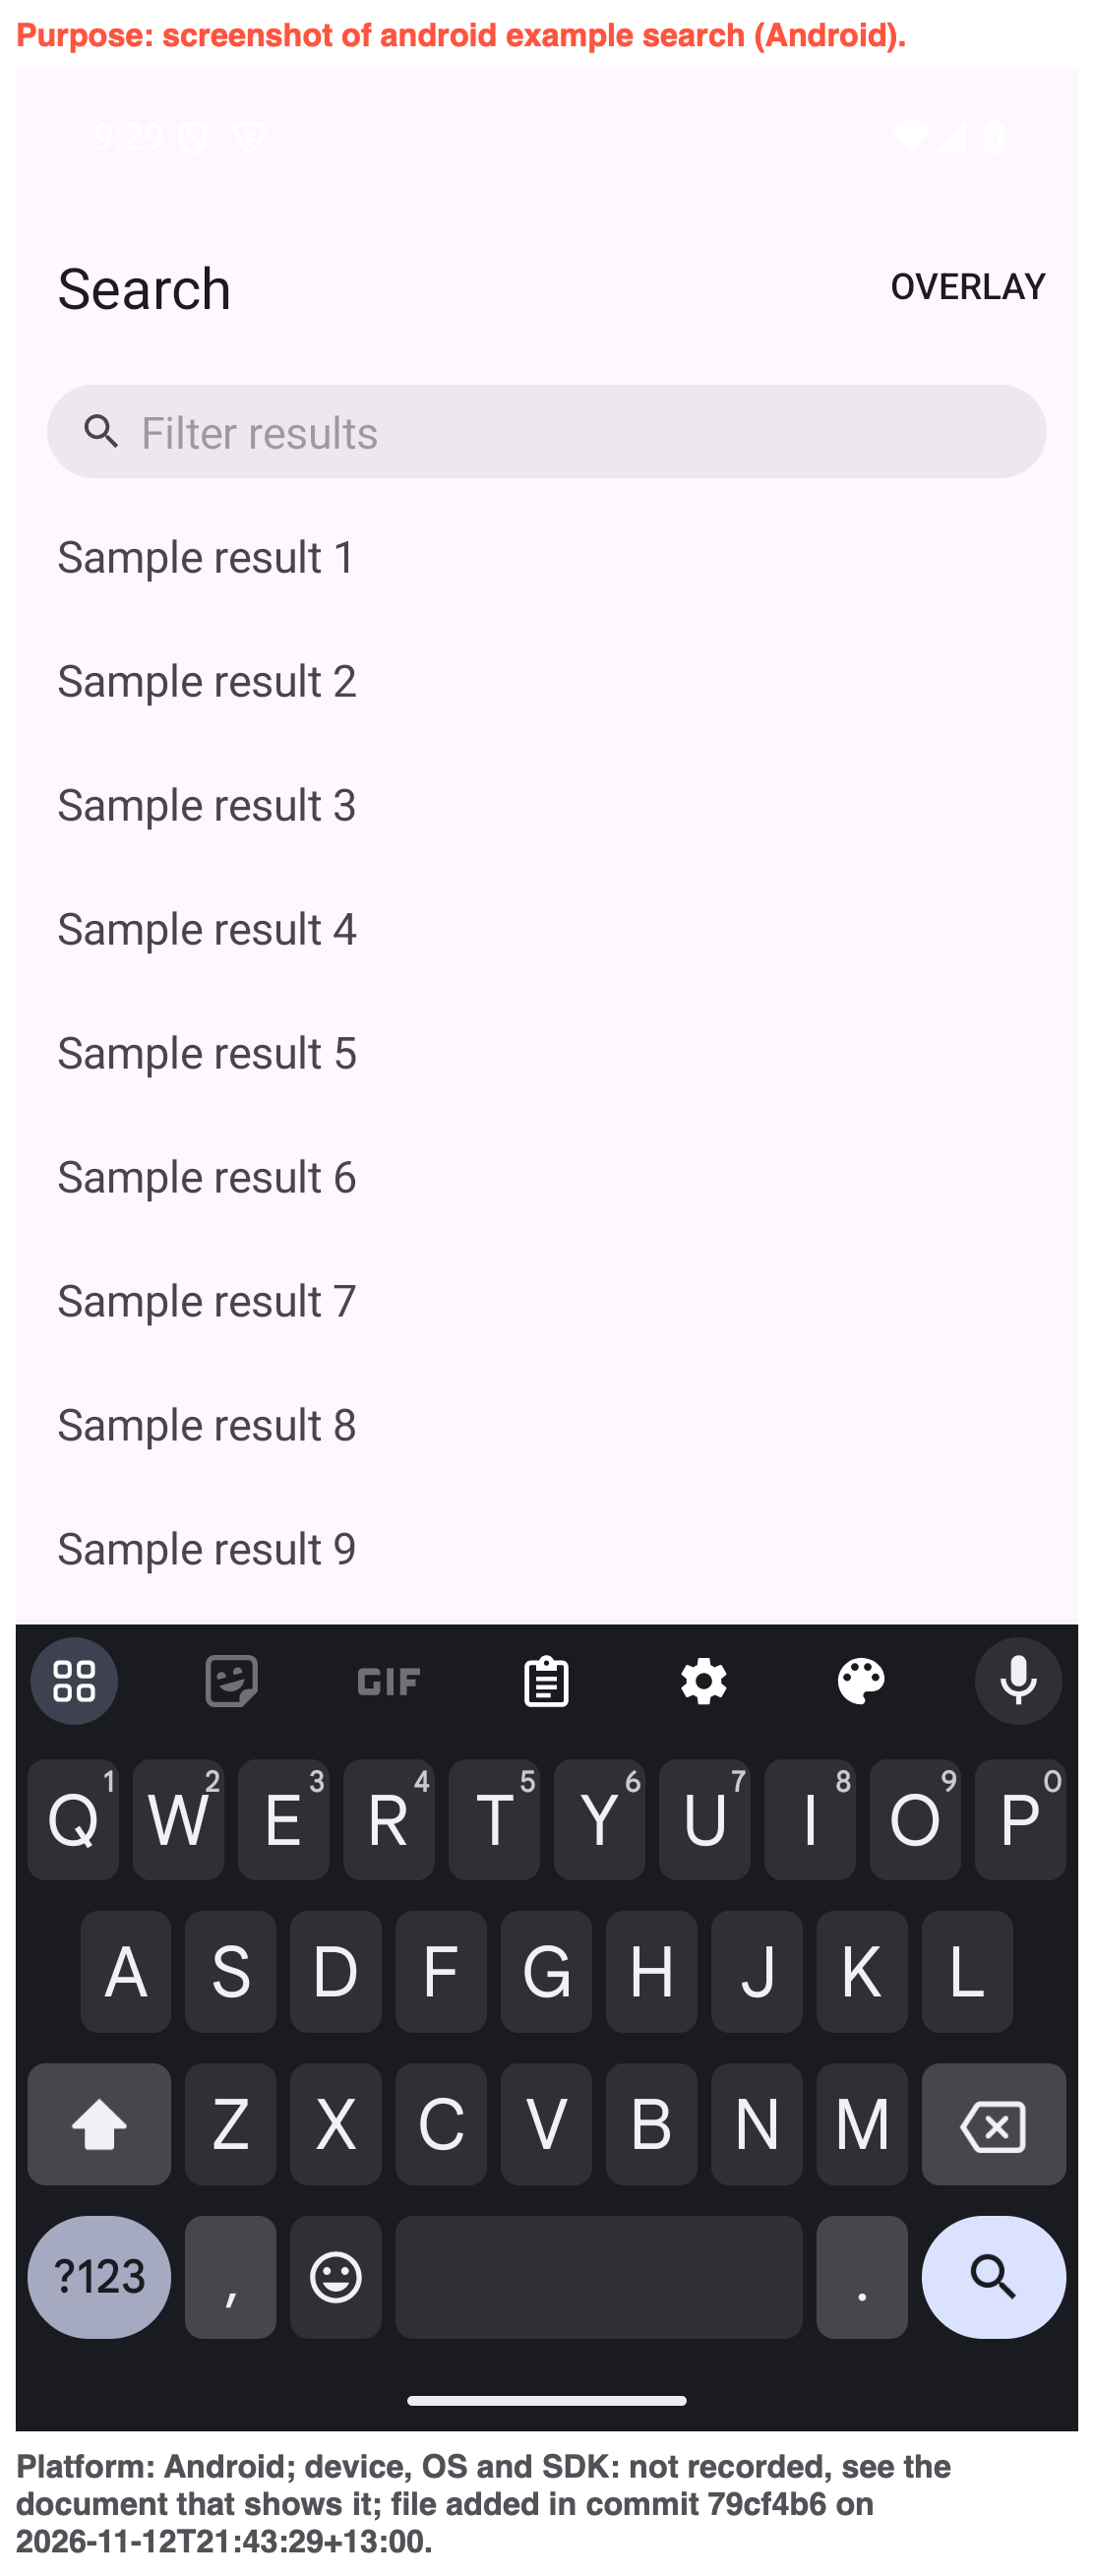 Purpose: screenshot of android example search (Android).
9:29
Search
OVERLAY
Filter results
Sample result 1
Sample result 2
Sample result 3
Sample result 4
Sample result 5
Sample result 6
Sample result 7
Sample result 8
Sample result 9
GIF
Q1 W2 E3 R4 T5 Y6 U7 I8 O9 P0
A S D F G H J K L
Z X C V B N M
?123 , .
Platform: Android; device, OS and SDK: not recorded, see the
document that shows it; file added in commit 79cf4b6 on
2026-11-12T21:43:29+13:00.